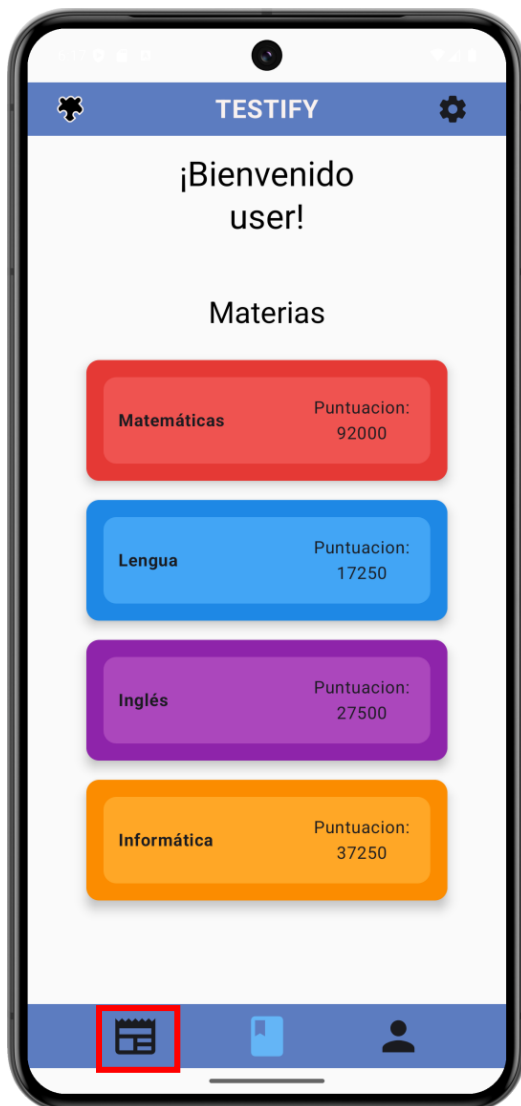 TESTIFY
¡Bienvenido
user!
Materias
Matemáticas
Puntuacion:
92000
Lengua
Puntuacion:
17250
Inglés
Puntuacion:
27500
Informática
Puntuacion:
37250